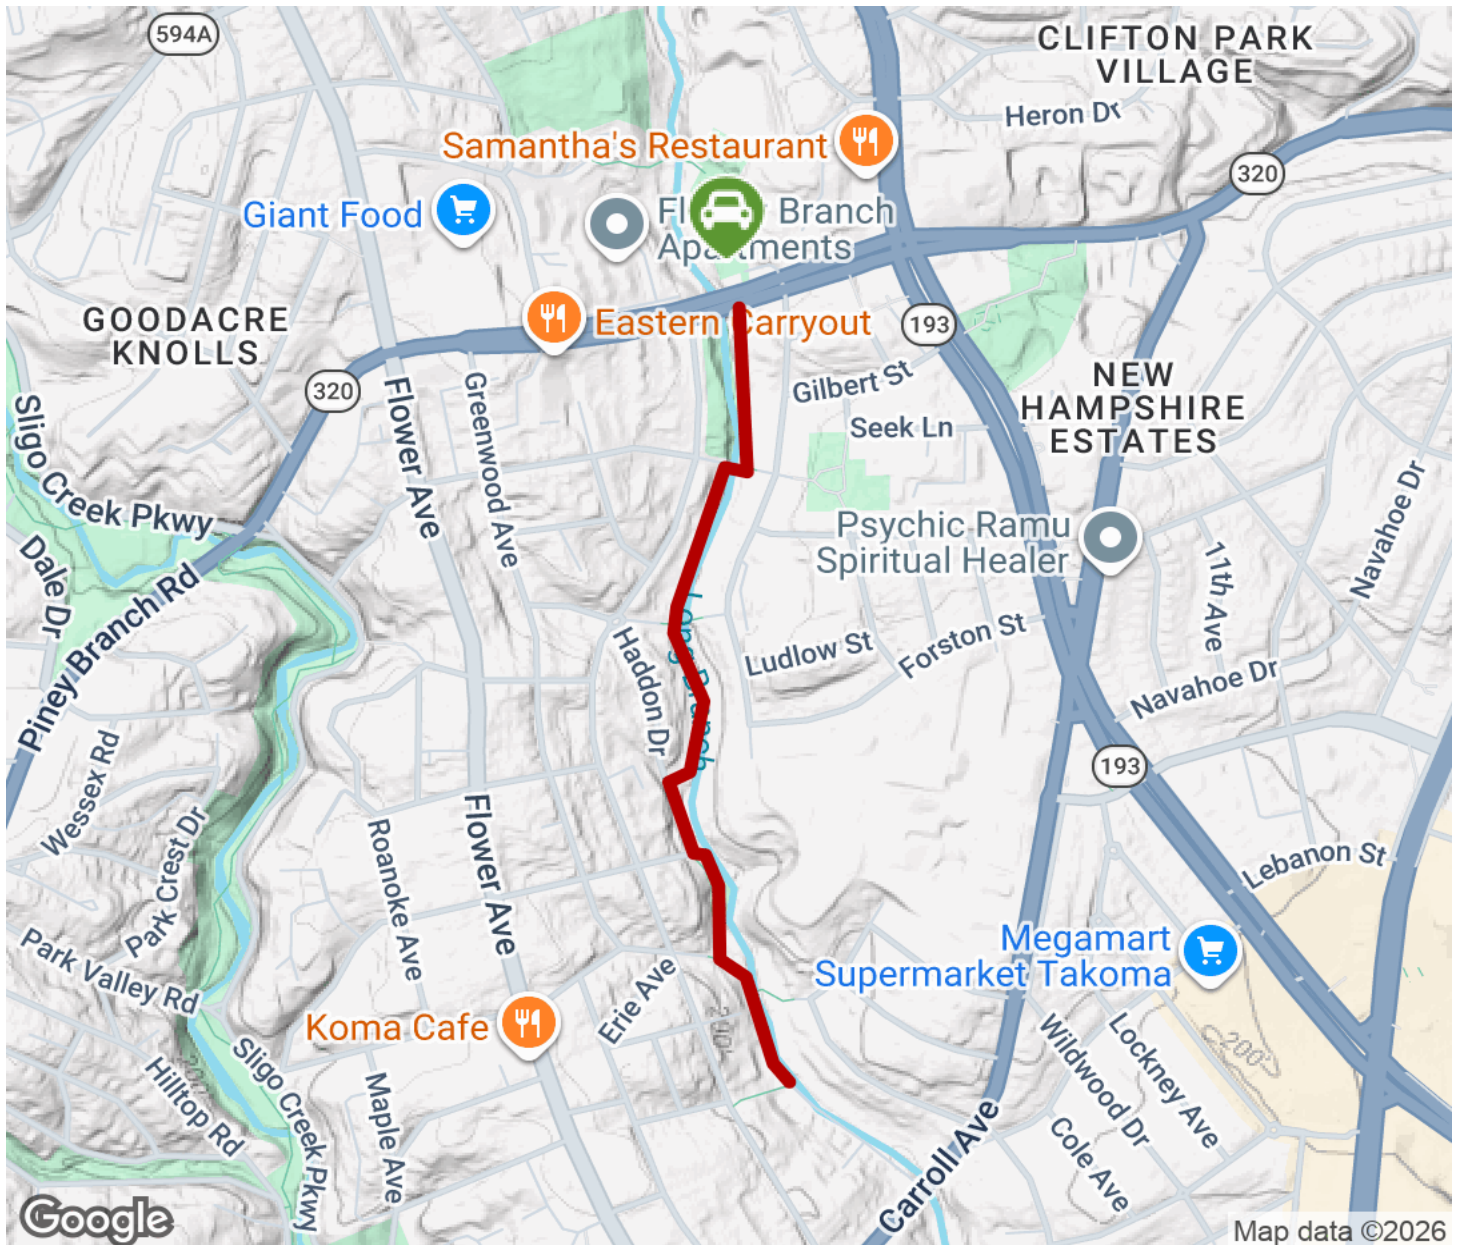 594A
CLIFTON PARK
VILLAGE
Heron Dr
Samantha's Restaurant
320
Giant Food
Branch
GOODACRE
KNOLLS
Eastern Carryout
193
320
Gilbert St
NEW
HAMPSHIRE
ESTATES
Seek Ln
Flower Ave
Greenwood Ave
Sligo Creek Pkwy
Navahoe Dr
Psychic Ramu
Spiritual Healer
Dale Dr
11th Ave
Piney Branch Rd
Long Branch
Haddon Dr
Ludlow St
Forston St
Navahoe Dr
Wessex Rd
193
Park Crest Dr
Flower Ave
Roanoke Ave
Lebanon St
Park Valley Rd
Megamart
Supermarket Takoma
Erie Ave
Koma Cafe
Hilltop Rd
Sligo Creek Pkwy
Maple Ave
200'
Wildwood Dr
Lockney Ave
Cole Ave
Carroll Ave
Google
Map data ©2026